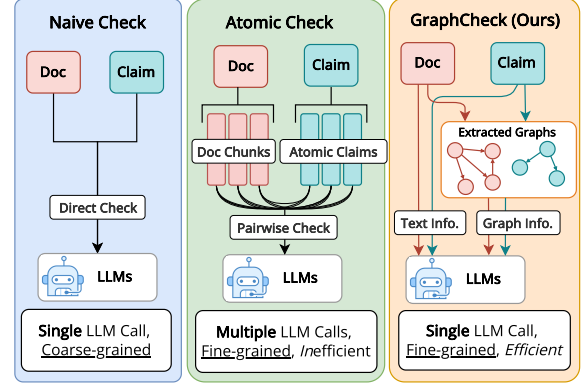 Naive Check
Doc
Claim
Direct Check
LLMs
Single LLM Call,
Coarse-grained
Atomic Check
Doc
Claim
Doc Chunks
Atomic Claims
Pairwise Check
LLMs
Multiple LLM Calls,
Fine-grained, Inefficient
GraphCheck (Ours)
Doc
Claim
Extracted Graphs
Text Info.
Graph Info.
LLMs
Single LLM Call,
Fine-grained, Efficient